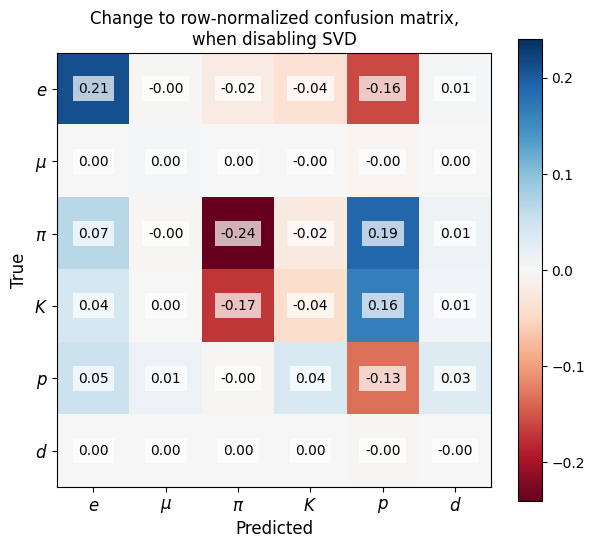 Change to row-normalized confusion matrix,
when disabling SVD
e 0.21 -0.00 -0.02 -0.04 -0.16 0.01
μ 0.00 0.00 0.00 -0.00 -0.00 0.00
π 0.07 -0.00 -0.24 -0.02 0.19 0.01
K 0.04 0.00 -0.17 -0.04 0.16 0.01
p 0.05 0.01 -0.00 0.04 -0.13 0.03
d 0.00 0.00 0.00 0.00 -0.00 -0.00
e μ π K p d
Predicted
True
0.2
0.1
0.0
−0.1
−0.2